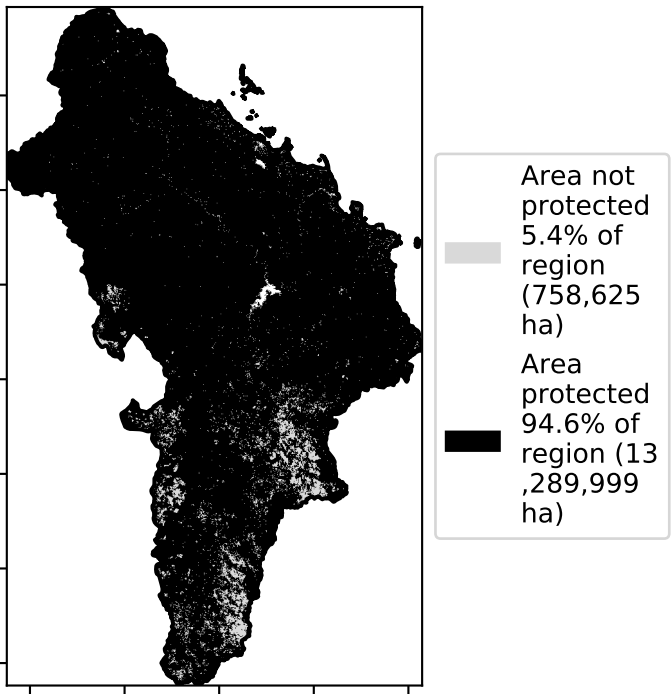 Area not
protected
5.4% of
region
(758,625
ha)
Area
protected
94.6% of
region (13
,289,999
ha)